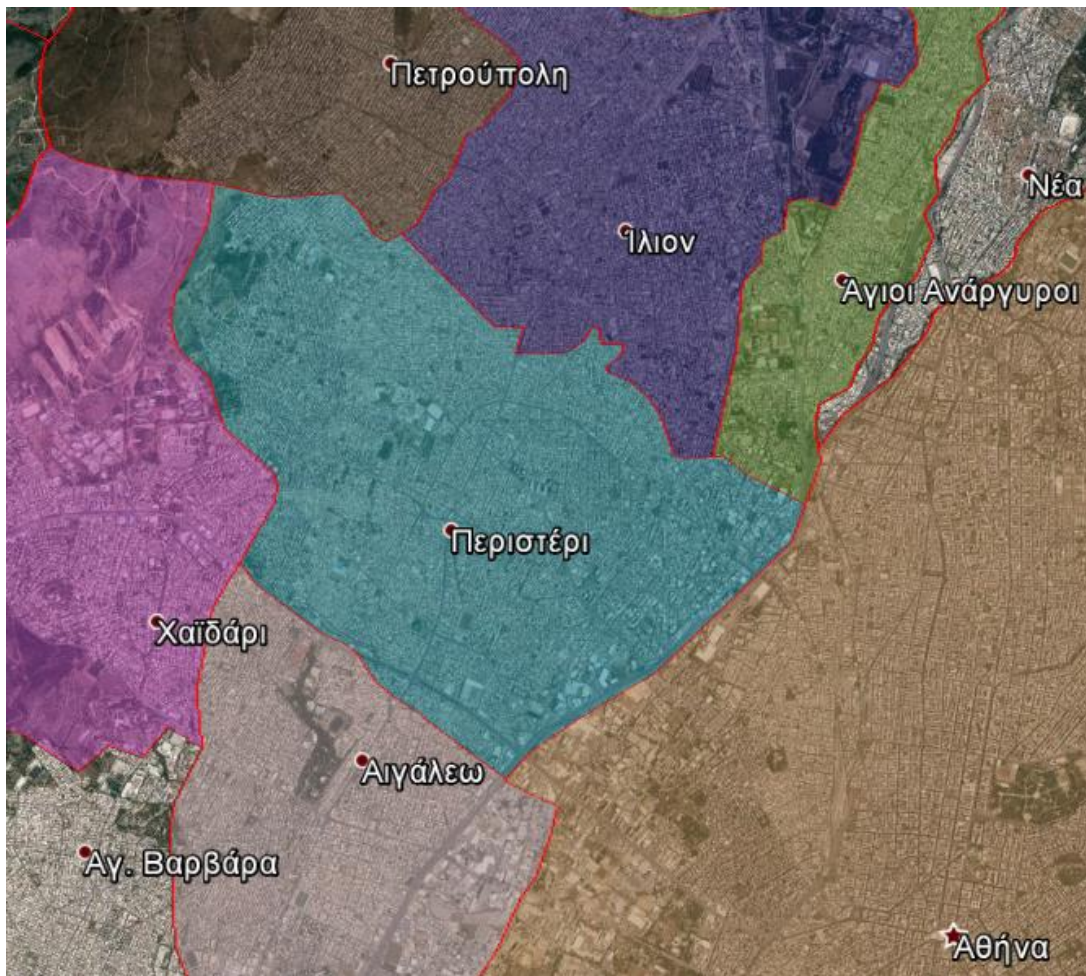 Πετρούπολη
Νέα
Ίλιον
Άγιοι Ανάργυροι
Περιστέρι
Χαϊδάρι
Αιγάλεω
Αγ. Βαρβάρα
Αθήνα